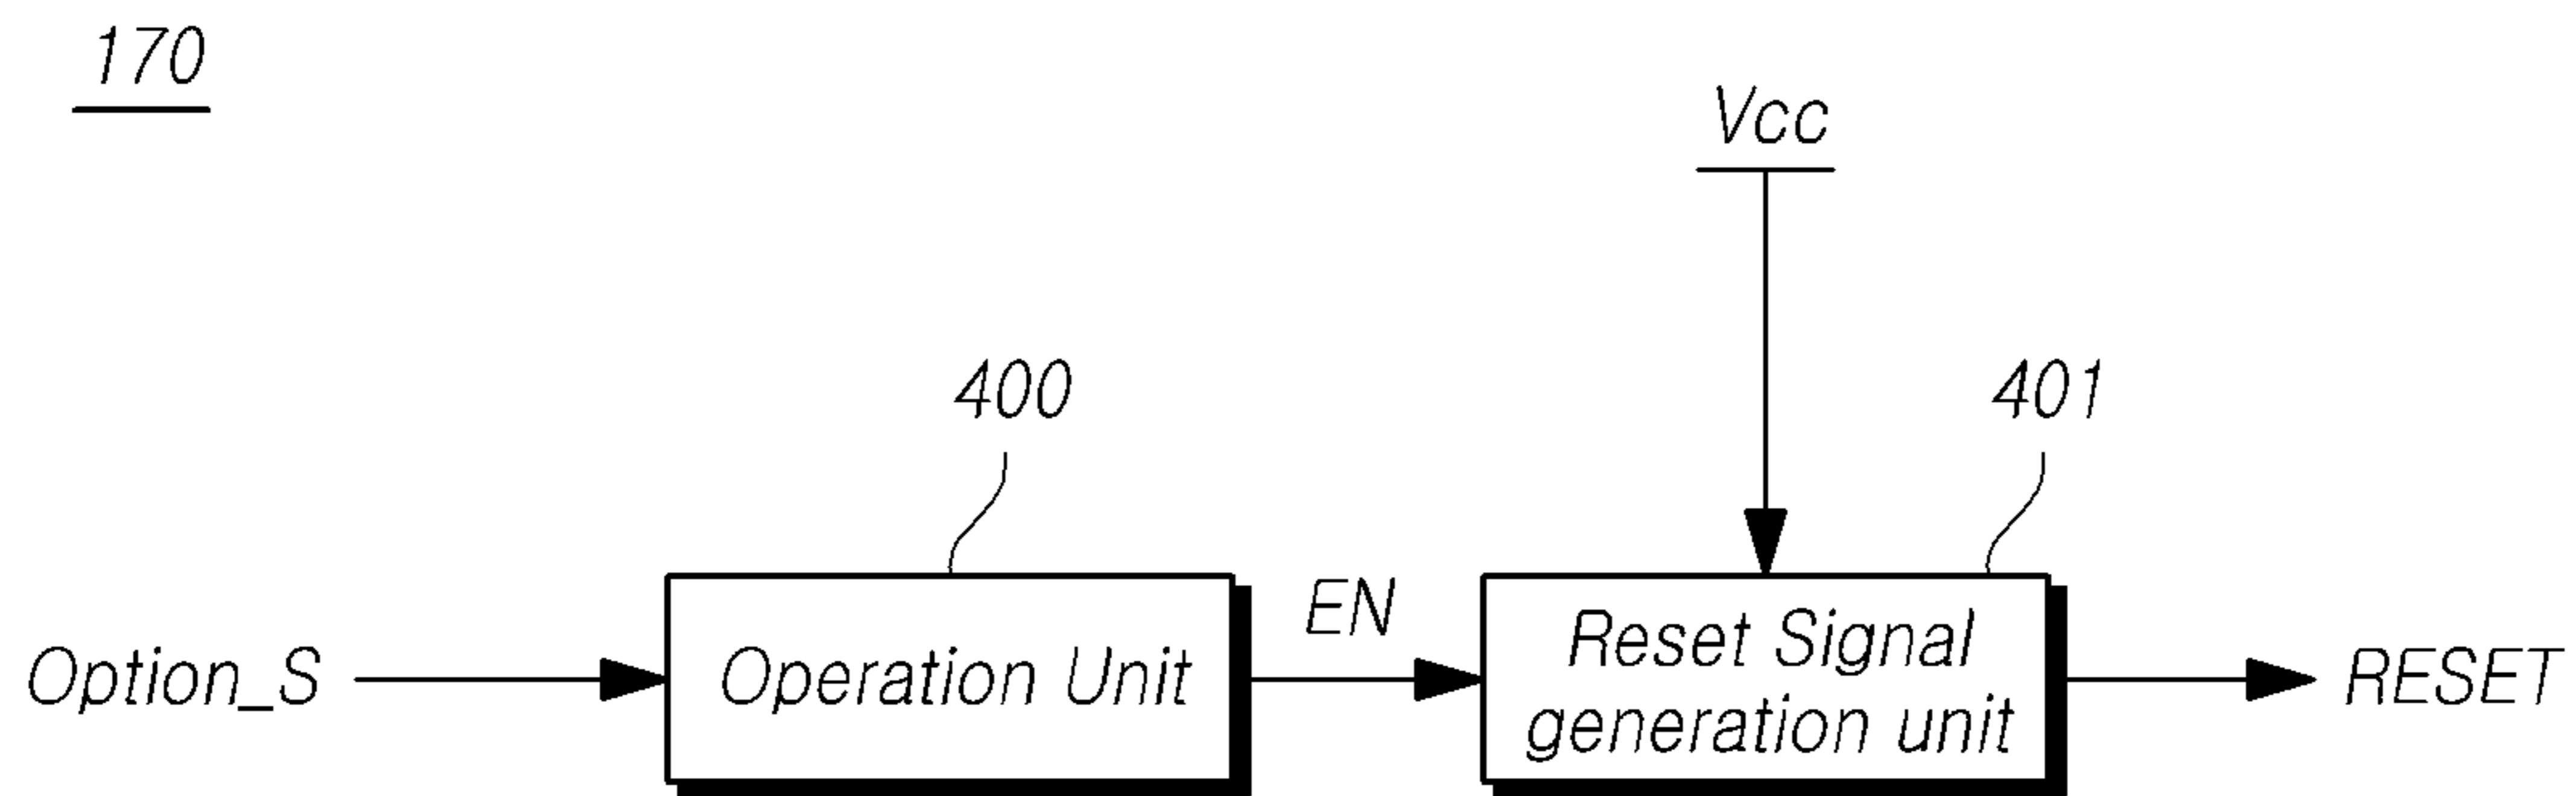 170
Vcc
400
401
Option_S
Operation Unit
EN
Reset Signal
generation unit
RESET